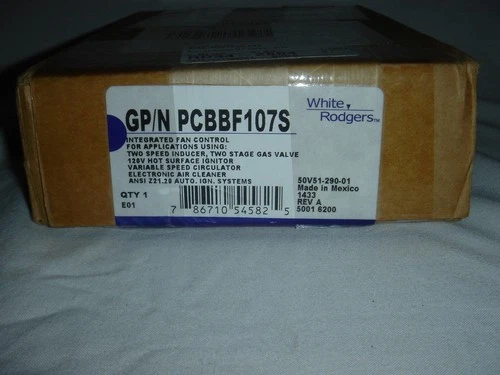 GP/N PCBBF107S
White
Rodgers™
INTEGRATED FAN CONTROL
FOR APPLICATIONS USING:
TWO SPEED INDUCER, TWO STAGE GAS VALVE
120V HOT SURFACE IGNITOR
VARIABLE SPEED CIRCULATOR
ELECTRONIC AIR CLEANER
ANSI Z21.20 AUTO. IGN. SYSTEMS
QTY 1
E01
7 86710 54582 5
50V51-290-01
Made in Mexico
1433
REV A
5001 6200